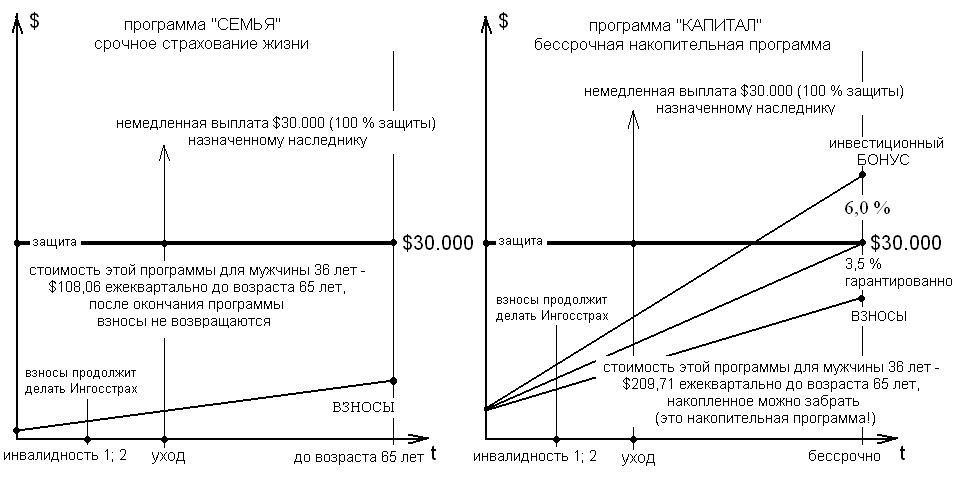 $
программа "СЕМЬЯ"
срочное страхование жизни
немедленная выплата $30.000 (100 % защиты)
назначенному наследнику
защита
$30.000
стоимость этой программы для мужчины 36 лет -
$108,06 ежеквартально до возраста 65 лет,
после окончания программы
взносы не возвращаются
взносы продолжит
делать Ингосстрах
ВЗНОСЫ
инвалидность 1; 2
уход
до возраста 65 лет
t
$
программа "КАПИТАЛ"
бессрочная накопительная программа
немедленная выплата $30.000 (100 % защиты)
назначенному наследнику
инвестиционный
БОНУС
6,0 %
защита
$30.000
3,5 %
гарантированно
взносы продолжит
делать Ингосстрах
ВЗНОСЫ
стоимость этой программы для мужчины 36 лет -
$209,71 ежеквартально до возраста 65 лет,
накопленное можно забрать
(это накопительная программа!)
инвалидность 1; 2
уход
бессрочно
t